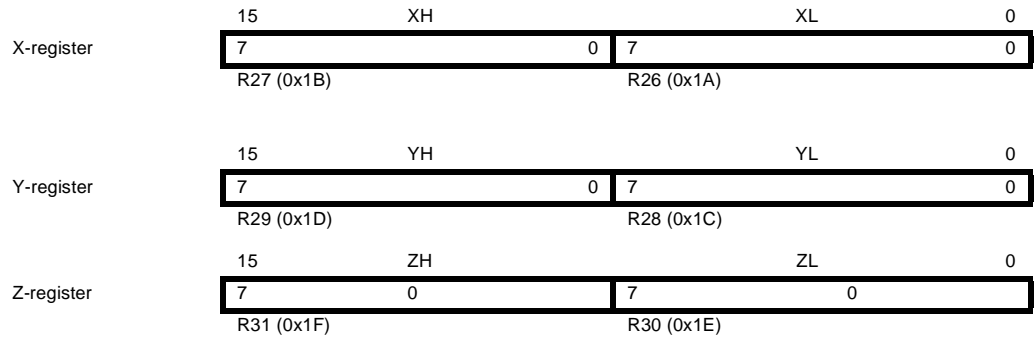 15 XH XL 0
X-register 7 0 7 0
R27 (0x1B) R26 (0x1A)
15 YH YL 0
Y-register 7 0 7 0
R29 (0x1D) R28 (0x1C)
15 ZH ZL 0
Z-register 7 0 7 0
R31 (0x1F) R30 (0x1E)